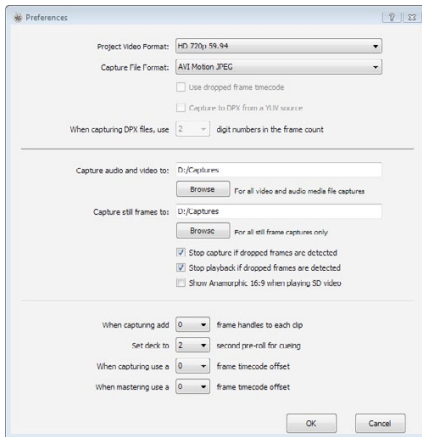 Preferences
Project Video Format: HD 720p 59.94
Capture File Format: AVI Motion JPEG
Use dropped frame timecode
Capture to DPX from a YUV source
When capturing DPX files, use 2 digit numbers in the frame count
Capture audio and video to: D:/Captures
Browse For all video and audio media file captures
Capture still frames to: D:/Captures
Browse For all still frame captures only
Stop capture if dropped frames are detected
Stop playback if dropped frames are detected
Show Anamorphic 16:9 when playing SD video
When capturing add 0 frame handles to each clip
Set deck to 2 second pre-roll for cueing
When capturing use a 0 frame timecode offset
When mastering use a 0 frame timecode offset
OK Cancel